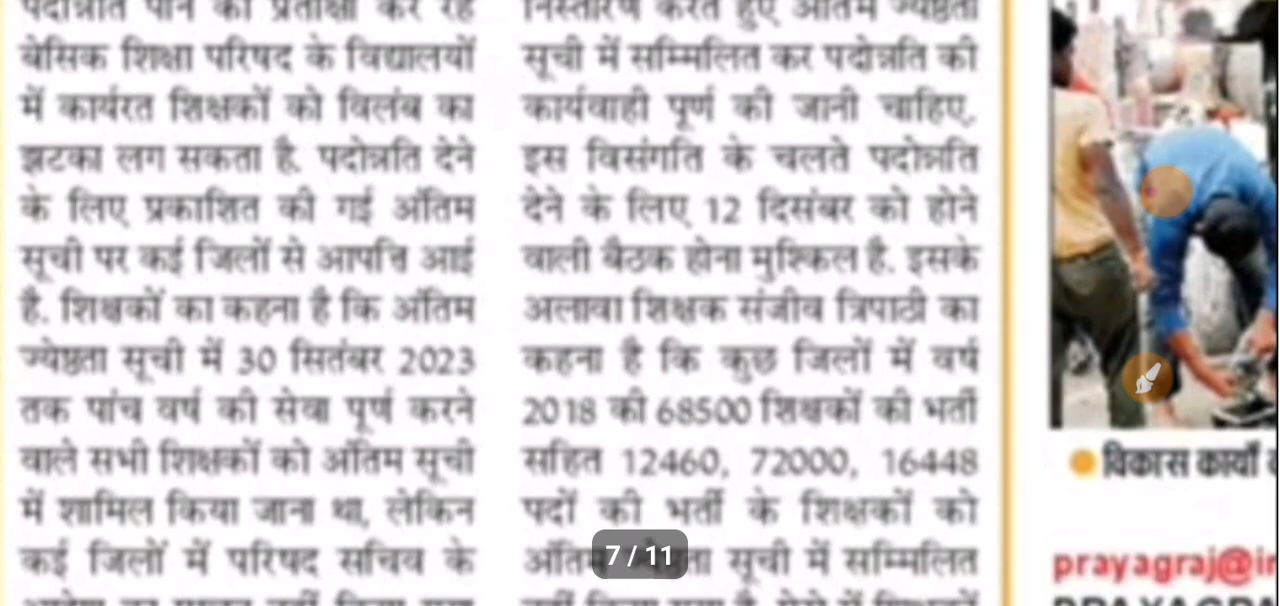 पदोन्नति पाने की प्रतीक्षा कर रहे
बेसिक शिक्षा परिषद के विद्यालयों
में कार्यरत शिक्षकों को विलंब का
झटका लग सकता है. पदोन्नति देने
के लिए प्रकाशित की गई अंतिम
सूची पर कई जिलों से आपत्ति आई
है. शिक्षकों का कहना है कि अंतिम
ज्येष्ठता सूची में 30 सितंबर 2023
तक पांच वर्ष की सेवा पूर्ण करने
वाले सभी शिक्षकों को अंतिम सूची
में शामिल किया जाना था, लेकिन
कई जिलों में परिषद सचिव के
निस्तारण करते हुए अंतिम ज्येष्ठता
सूची में सम्मिलित कर पदोन्नति की
कार्यवाही पूर्ण की जानी चाहिए.
इस विसंगति के चलते पदोन्नति
देने के लिए 12 दिसंबर को होने
वाली बैठक होना मुश्किल है. इसके
अलावा शिक्षक संजीव त्रिपाठी का
कहना है कि कुछ जिलों में वर्ष
2018 की 68500 शिक्षकों की भर्ती
सहित 12460, 72000, 16448
पदों की भर्ती के शिक्षकों को
सूची में सम्मिलित
7 / 11
विकास कार्यों
prayagraj@in